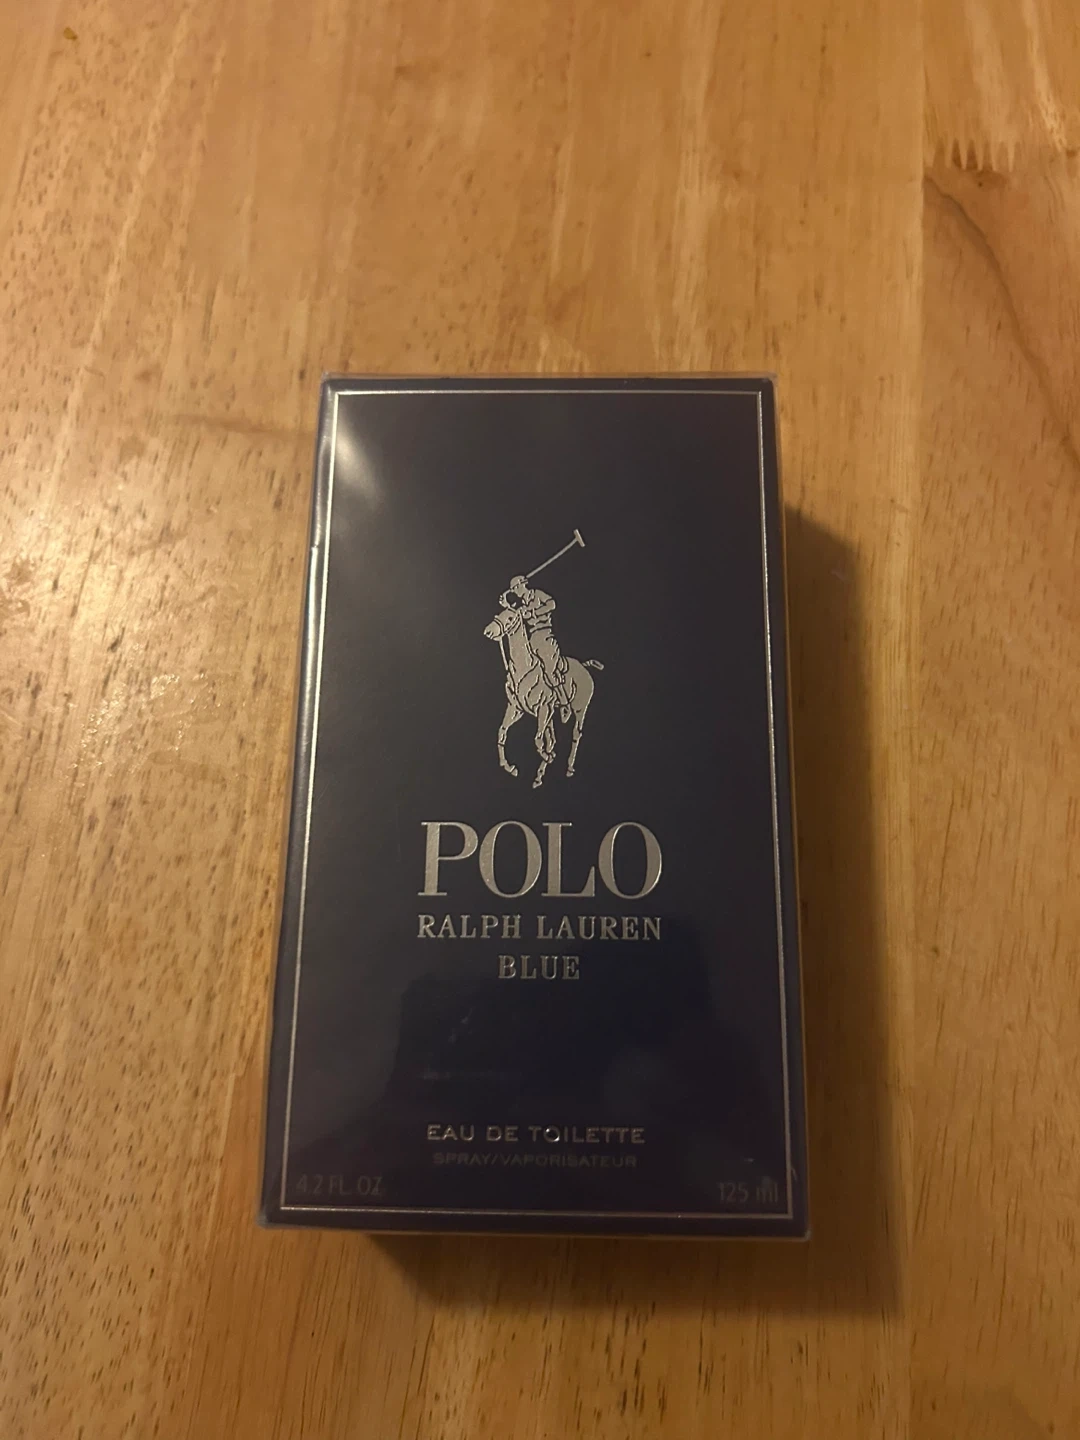 POLO
RALPH LAUREN
BLUE
EAU DE TOILETTE
SPRAY/VAPORISATEUR
4.2 FL. OZ.
125 ml